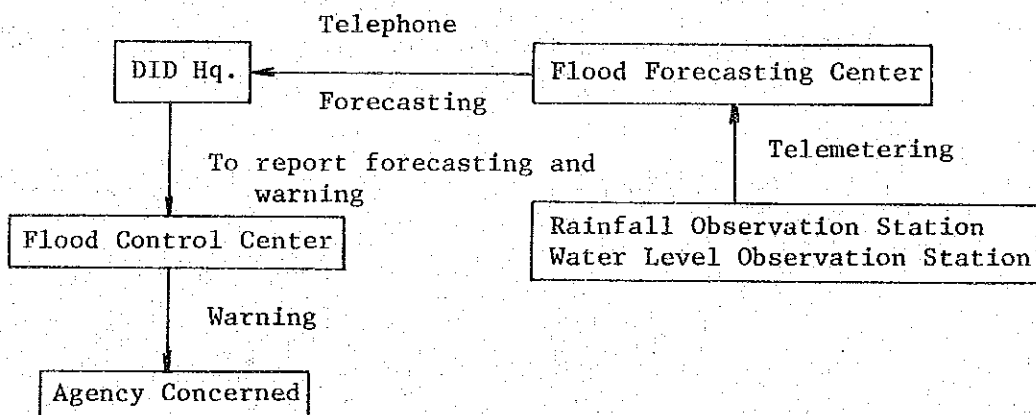 Telephone
DID Hq.
Flood Forecasting Center
Forecasting
Telemetering
To report forecasting and
warning
Rainfall Observation Station
Water Level Observation Station
Flood Control Center
Warning
Agency Concerned